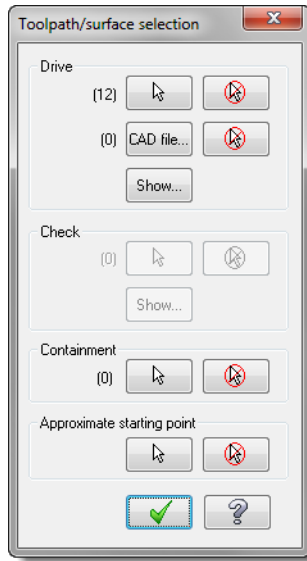 Toolpath/surface selection
Drive
(12)
(0) CAD file...
Show...
Check
(0)
Show...
Containment
(0)
Approximate starting point